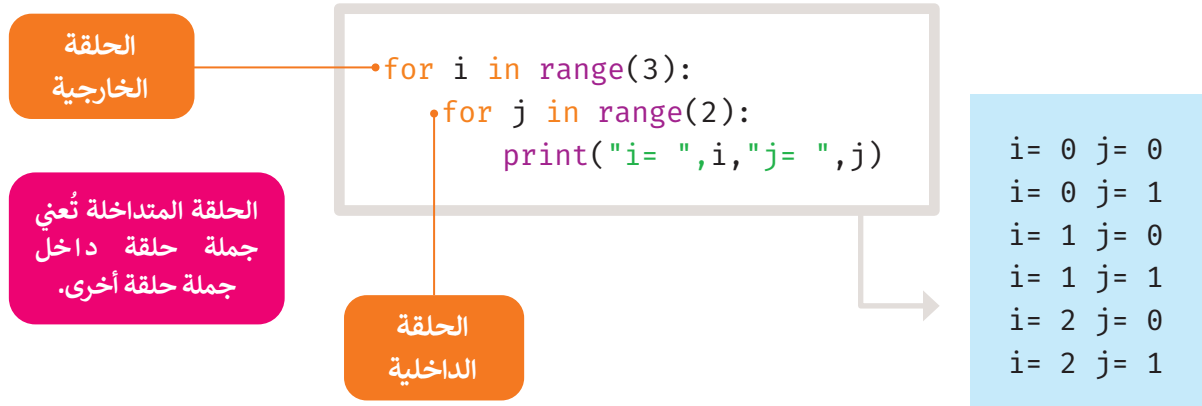 الحلقة
الخارجية
for i in range(3):
for j in range(2):
print("i= ",i,"j= ",j)
الحلقة المتداخلة تُعني
جملة حلقة داخل
جملة حلقة أخرى.
الحلقة
الداخلية
i= 0 j= 0
i= 0 j= 1
i= 1 j= 0
i= 1 j= 1
i= 2 j= 0
i= 2 j= 1